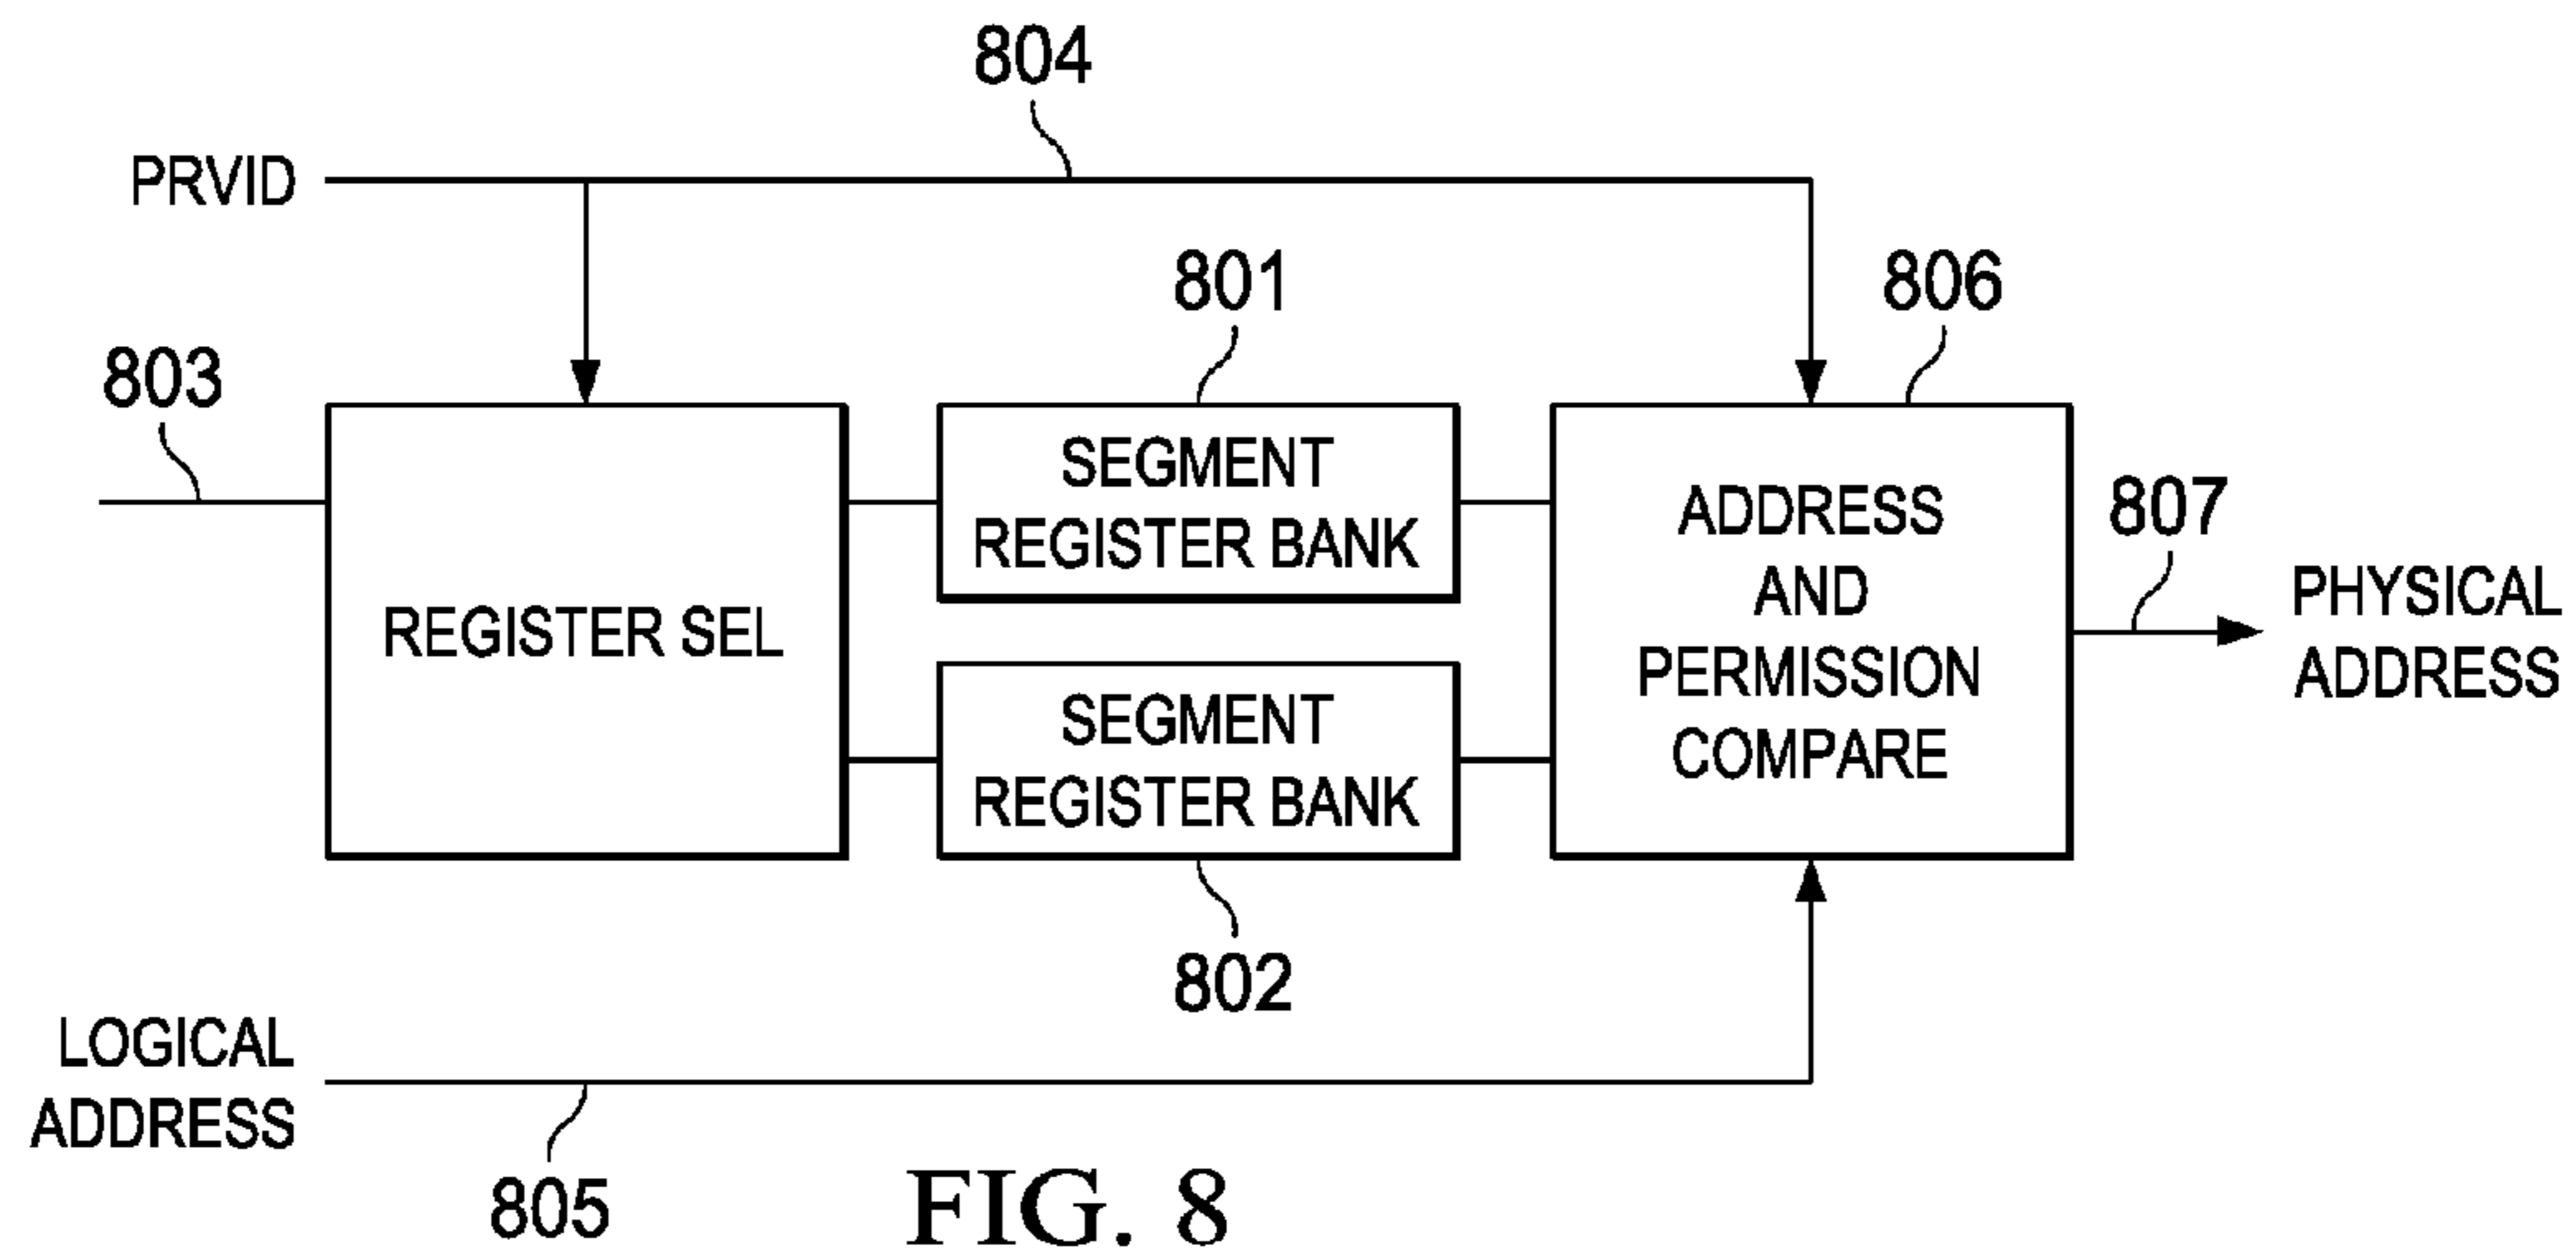 804
PRVID
801
806
803
SEGMENT
REGISTER BANK
ADDRESS
AND
PERMISSION
COMPARE
807
PHYSICAL
ADDRESS
REGISTER SEL
SEGMENT
REGISTER BANK
802
LOGICAL
ADDRESS
805
FIG. 8